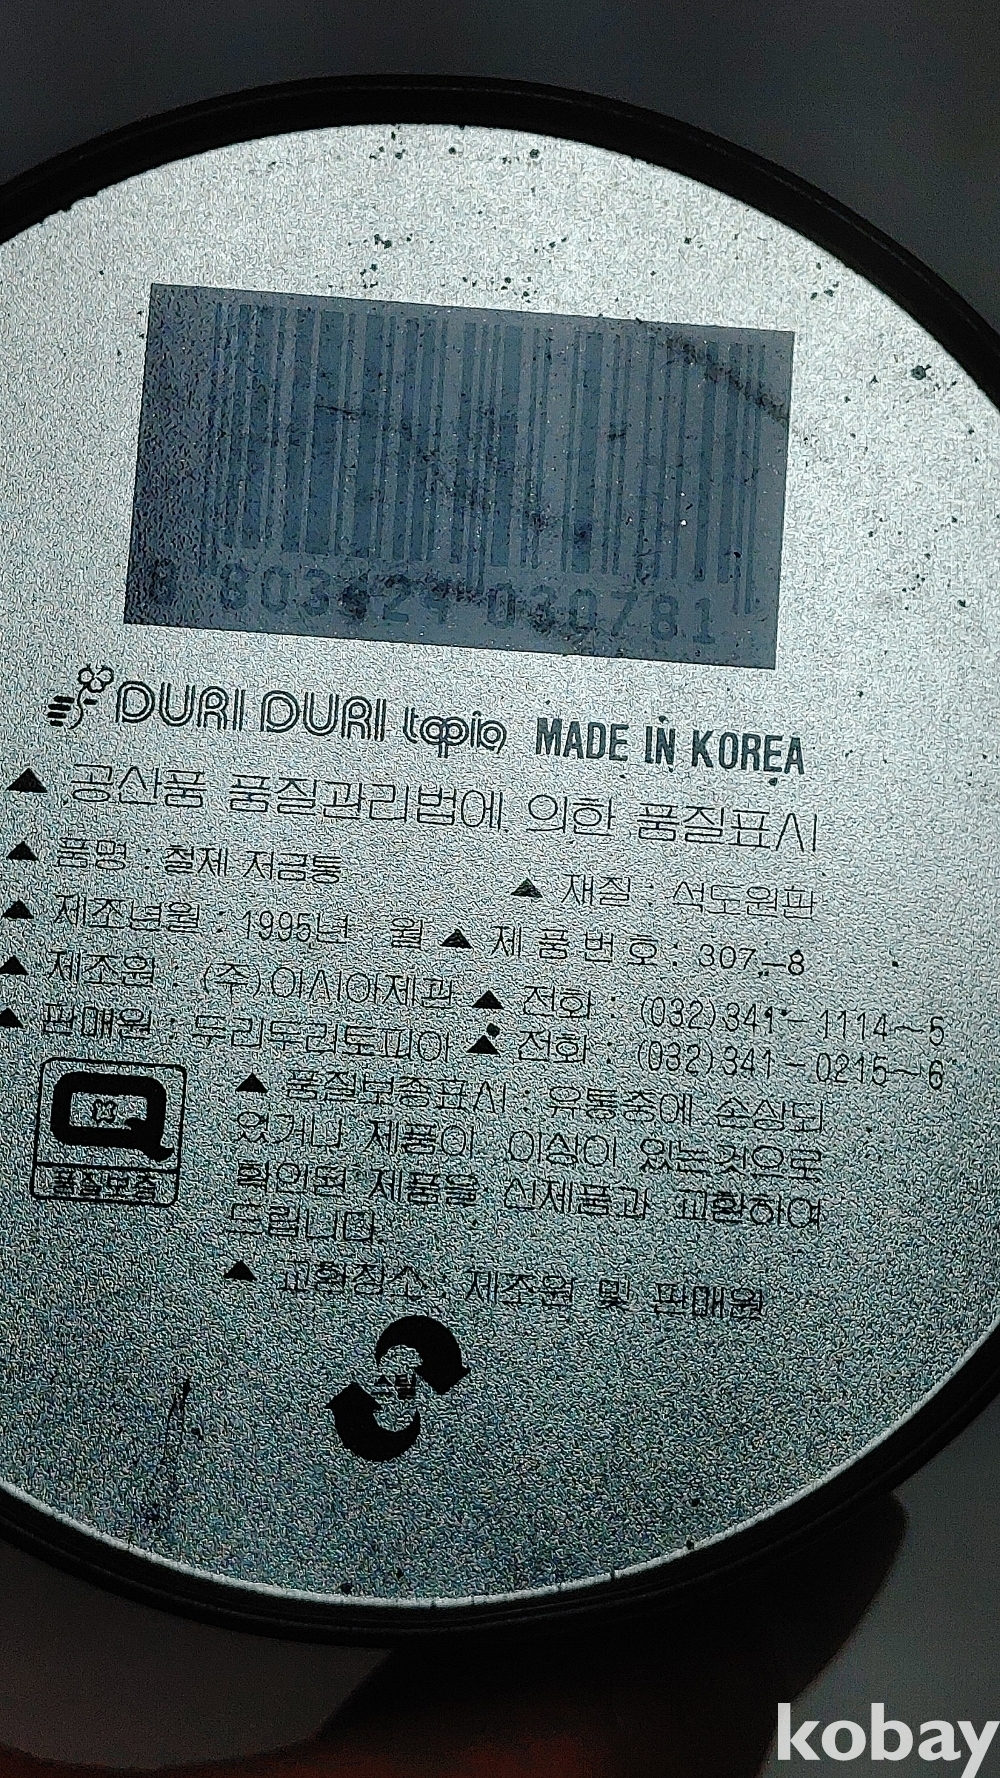 803629 030781
DURI DURI topia MADE IN KOREA
▲ 공산품 품질관리법에 의한 품질표시
▲ 품명 : 철제 저금통 ▲ 재질 : 석도원판
▲ 제조년월 : 1995년 월 ▲ 제품번호 : 307-8
▲ 제조원 : (주)아시아제관 ▲ 전화 : (032)341-1114~5
▲ 판매원 : 두리두리토피아 ▲ 전화 : (032)341-0215~6
Q
품질보증
▲ 품질보증표시 : 유통중에 손상되
었거나 제품이 이상이 있는것으로
확인된 제품을 신제품과 교환하여
드립니다.
▲ 교환장소 : 제조원 및 판매원
스틸
kobay